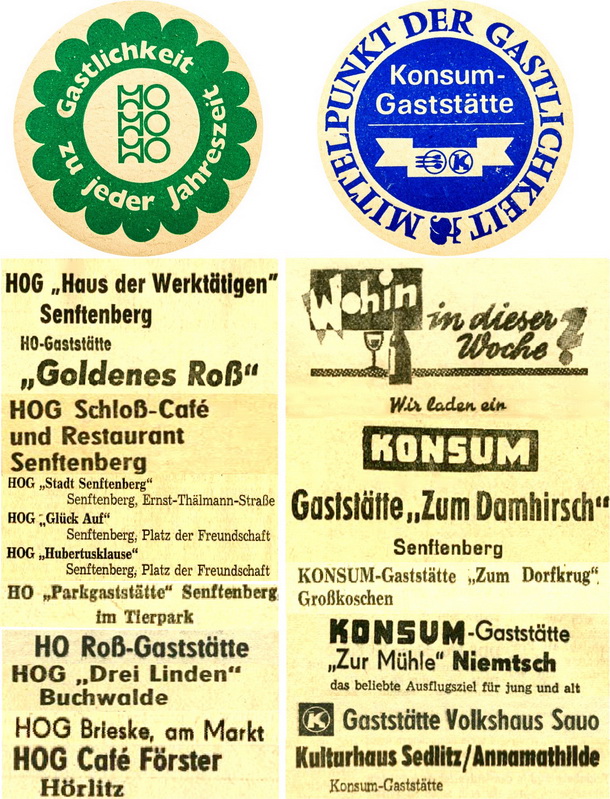 Gastlichkeit
HO
HO
HO
zu jeder Jahreszeit
MITTELPUNKT DER GASTLICHKEIT
Konsum-
Gaststätte
K
HOG „Haus der Werktätigen"
Senftenberg
HO-Gaststätte
„Goldenes Roß"
HOG Schloß-Café
und Restaurant
Senftenberg
HOG „Stadt Senftenberg"
Senftenberg, Ernst-Thälmann-Straße
HOG „Glück Auf"
Senftenberg, Platz der Freundschaft
HOG „Hubertusklause"
Senftenberg, Platz der Freundschaft
HO „Parkgaststätte" Senftenberg
im Tierpark
HO Roß-Gaststätte
HOG „Drei Linden"
Buchwalde
HOG Brieske, am Markt
HOG Café Förster
Hörlitz
Wohin
in dieser
Woche?
Wir laden ein
KONSUM
Gaststätte „Zum Damhirsch"
Senftenberg
KONSUM-Gaststätte „Zum Dorfkrug"
Großkoschen
KONSUM-Gaststätte
„Zur Mühle" Niemtsch
das beliebte Ausflugsziel für jung und alt
K Gaststätte Volkshaus Sauo
Kulturhaus Sedlitz/Annamathilde
Konsum-Gaststätte